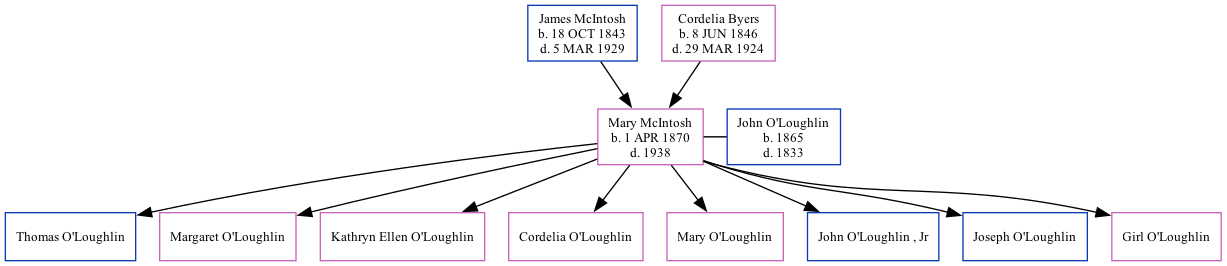 James McIntosh
b. 18 OCT 1843
d. 5 MAR 1929
Cordelia Byers
b. 8 JUN 1846
d. 29 MAR 1924
Mary McIntosh
b. 1 APR 1870
d. 1938
John O'Loughlin
b. 1865
d. 1833
Thomas O'Loughlin
Margaret O'Loughlin
Kathryn Ellen O'Loughlin
Cordelia O'Loughlin
Mary O'Loughlin
John O'Loughlin , Jr
Joseph O'Loughlin
Girl O'Loughlin